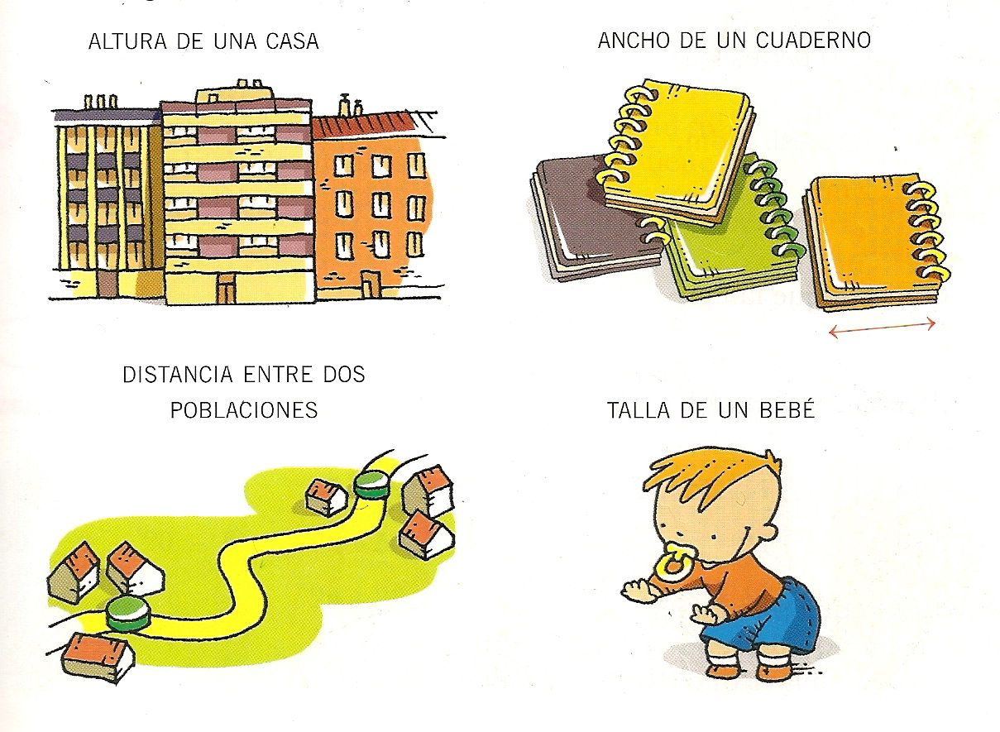 ALTURA DE UNA CASA
ANCHO DE UN CUADERNO
DISTANCIA ENTRE DOS
POBLACIONES
TALLA DE UN BEBÉ